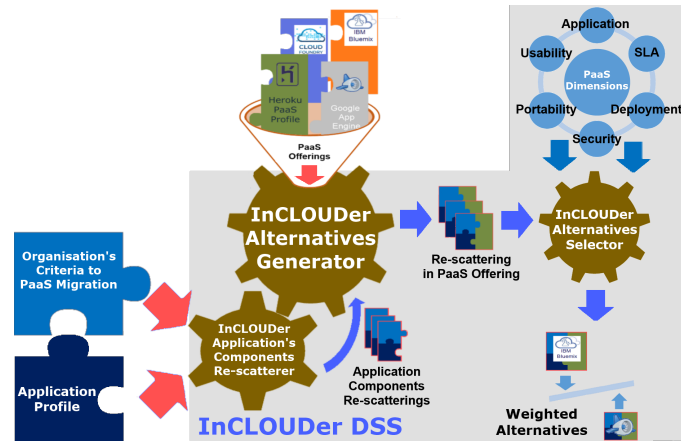 IBM
Bluemix
CLOUD
FOUNDRY
Heroku
PaaS
Profile
Google
App
Engine
PaaS
Offerings
Application
Usability
SLA
PaaS
Dimensions
Portability
Deployment
Security
InCLOUDer
Alternatives
Generator
Re-scattering
in PaaS Offering
InCLOUDer
Alternatives
Selector
Organisation's
Criteria to
PaaS Migration
InCLOUDer
Application's
Components
Re-scatterer
Application
Components
Re-scatterings
Application
Profile
IBM
Bluemix
Weighted
Alternatives
InCLOUDer DSS